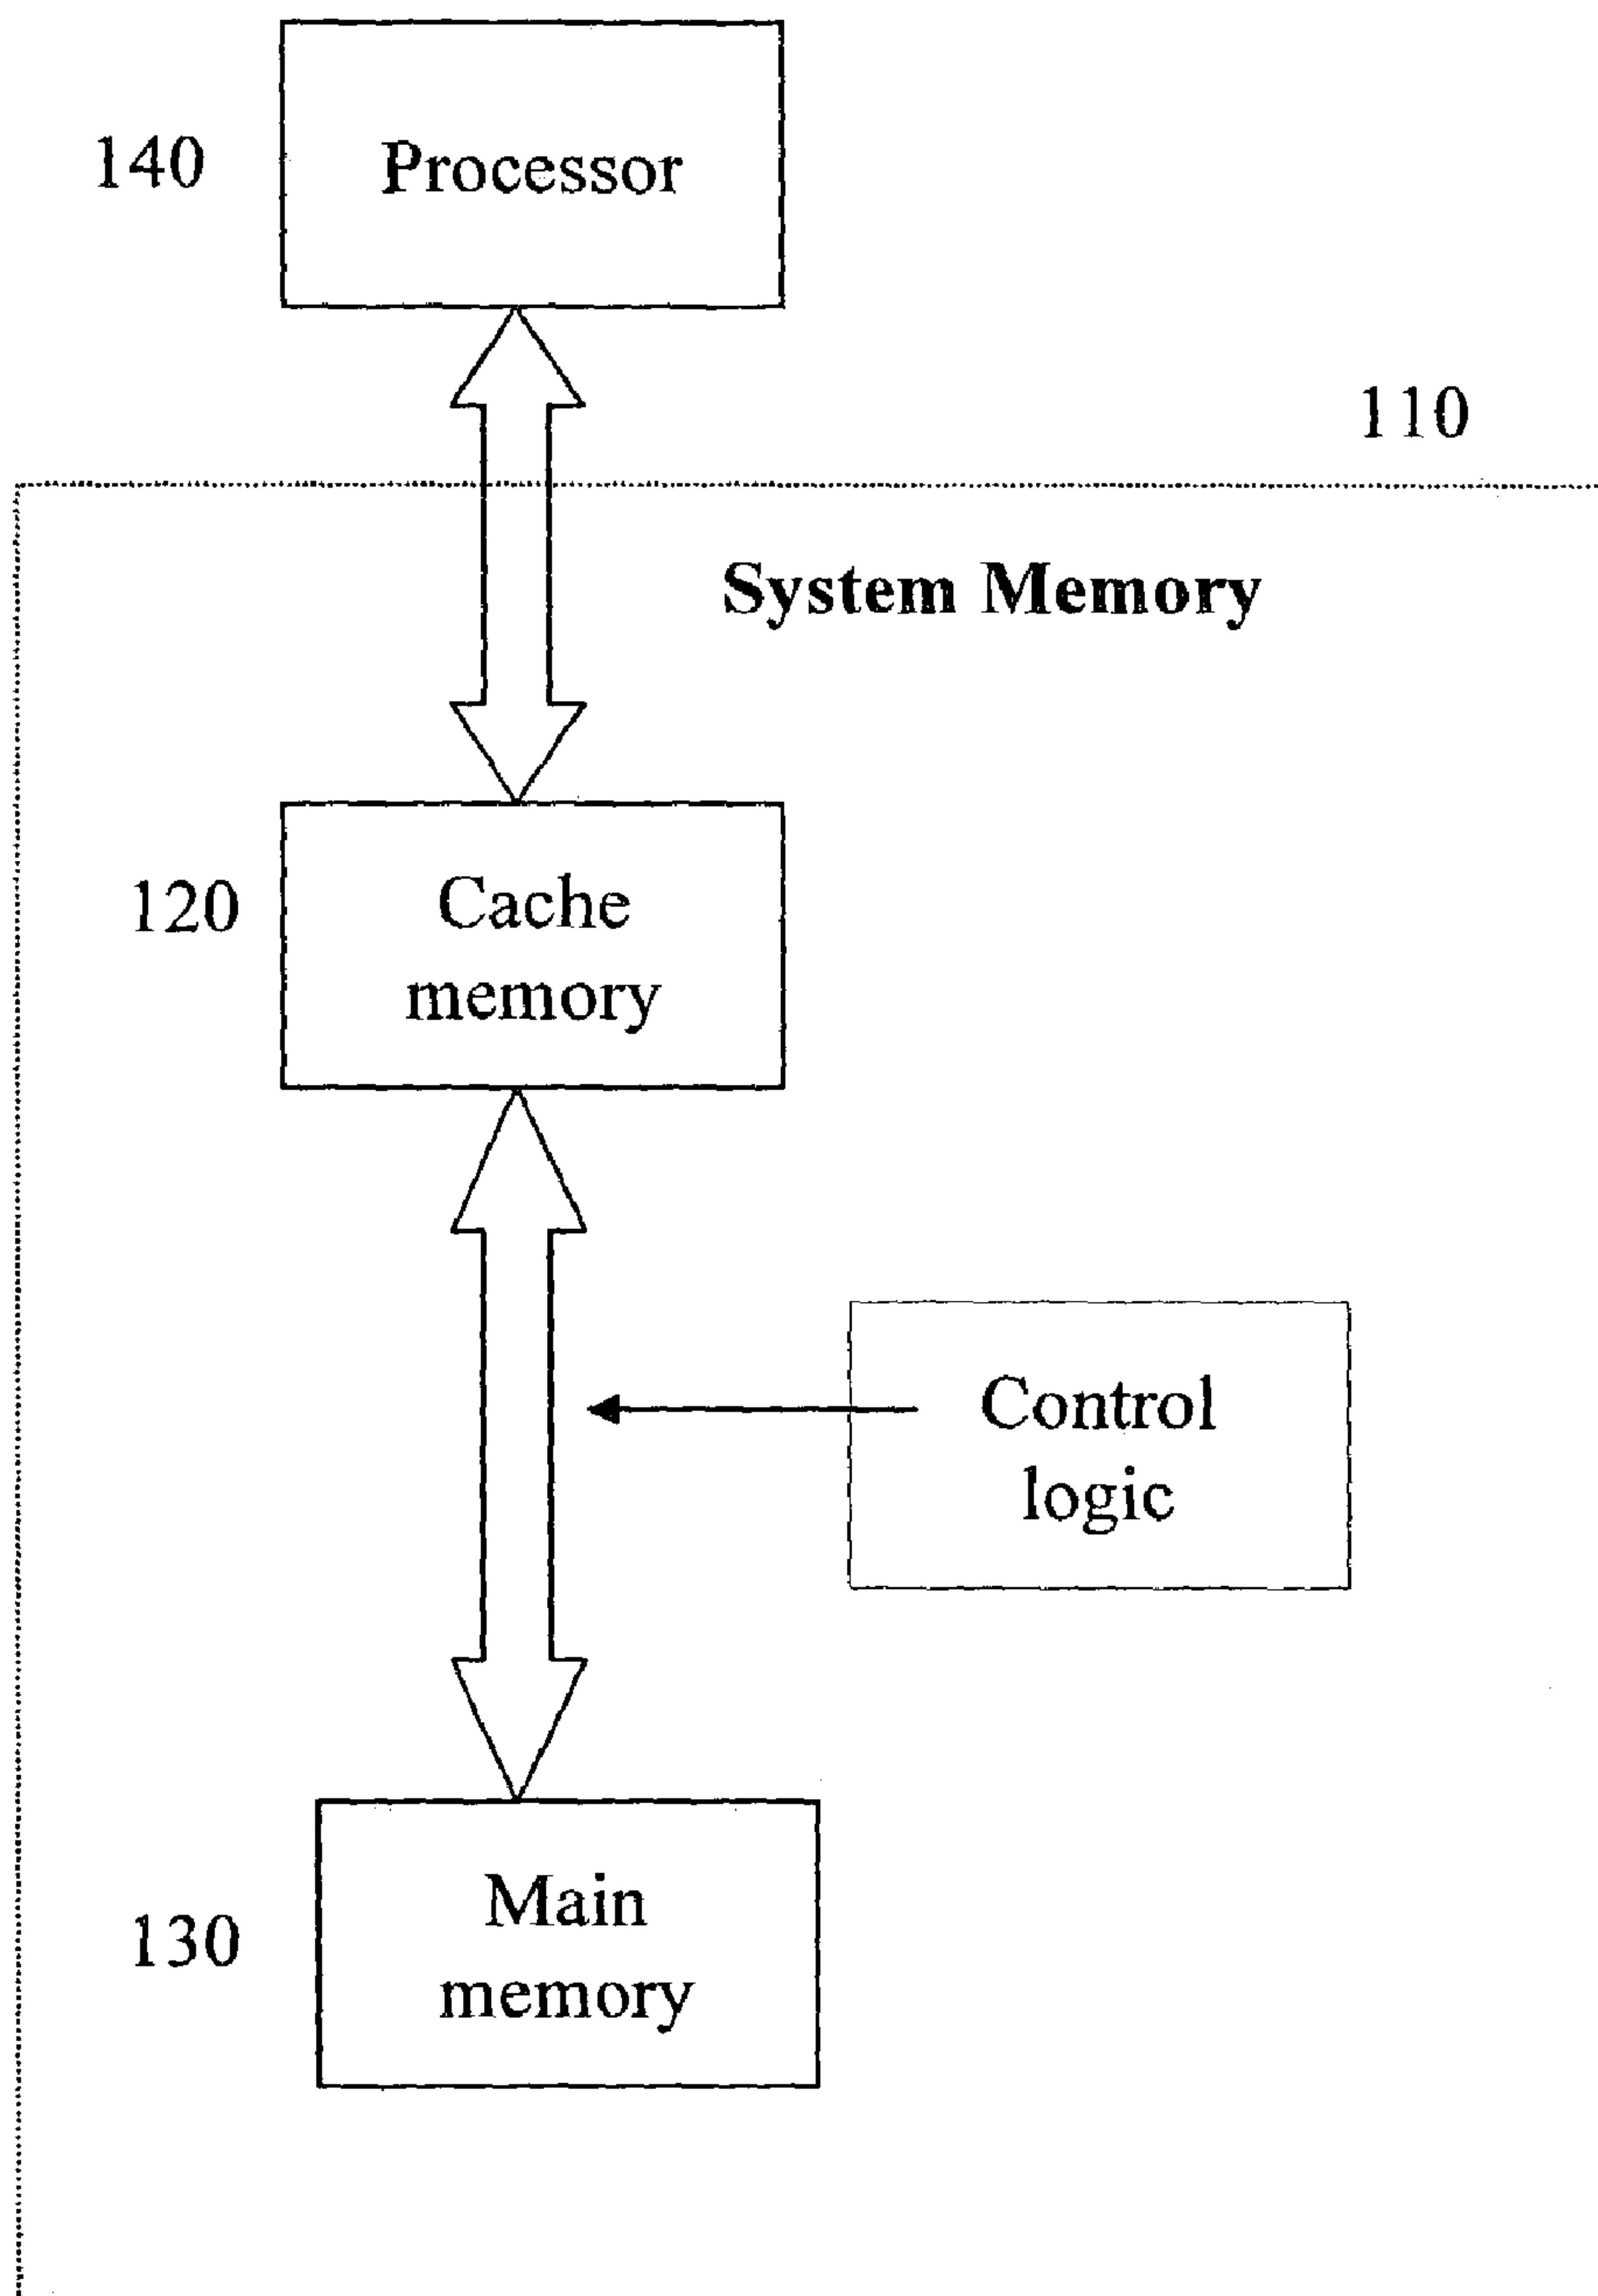 140
Processor
110
System Memory
120
Cache
memory
Control
logic
130
Main
memory